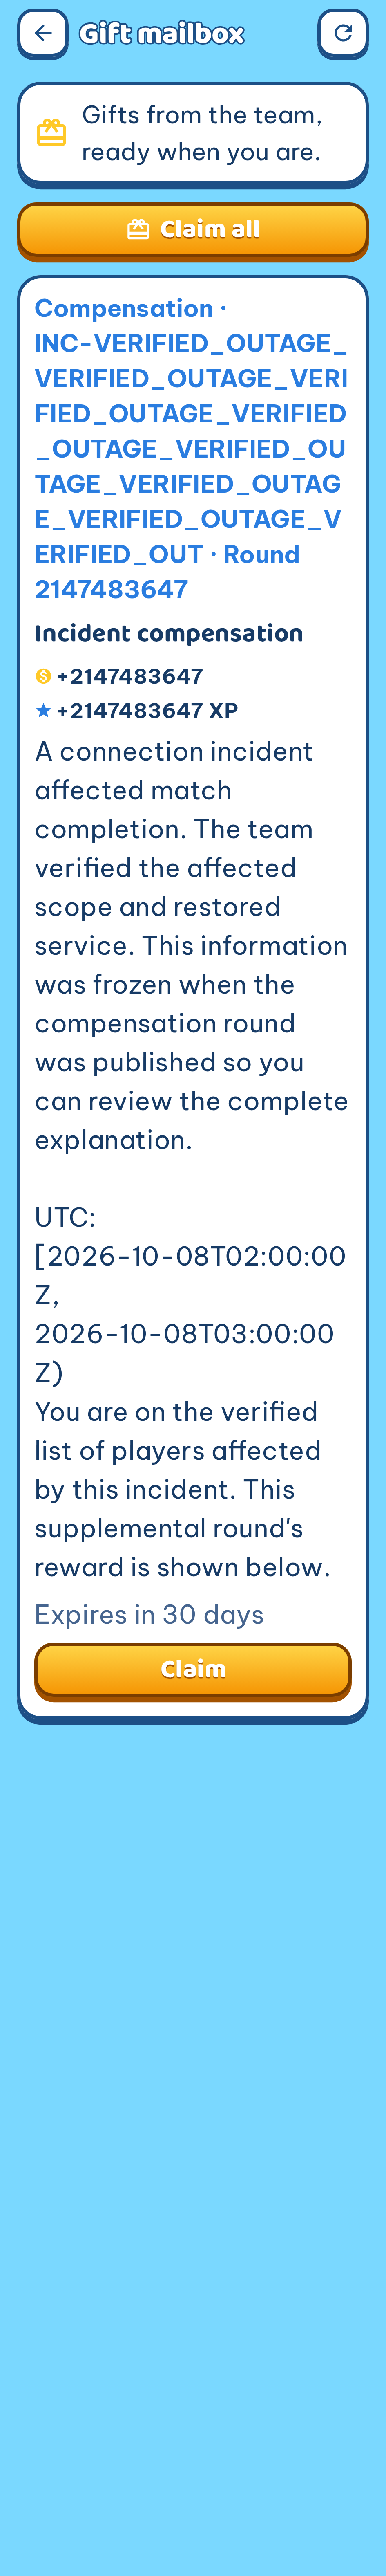 Gift mailbox
Gifts from the team,
ready when you are.
Claim all
Compensation ·
INC-VERIFIED_OUTAGE_
VERIFIED_OUTAGE_VERI
FIED_OUTAGE_VERIFIED
_OUTAGE_VERIFIED_OU
TAGE_VERIFIED_OUTAG
E_VERIFIED_OUTAGE_V
ERIFIED_OUT · Round
2147483647
Incident compensation
+2147483647
+2147483647 XP
A connection incident
affected match
completion. The team
verified the affected
scope and restored
service. This information
was frozen when the
compensation round
was published so you
can review the complete
explanation.
UTC:
[2026-10-08T02:00:00
Z,
2026-10-08T03:00:00
Z)
You are on the verified
list of players affected
by this incident. This
supplemental round's
reward is shown below.
Expires in 30 days
Claim